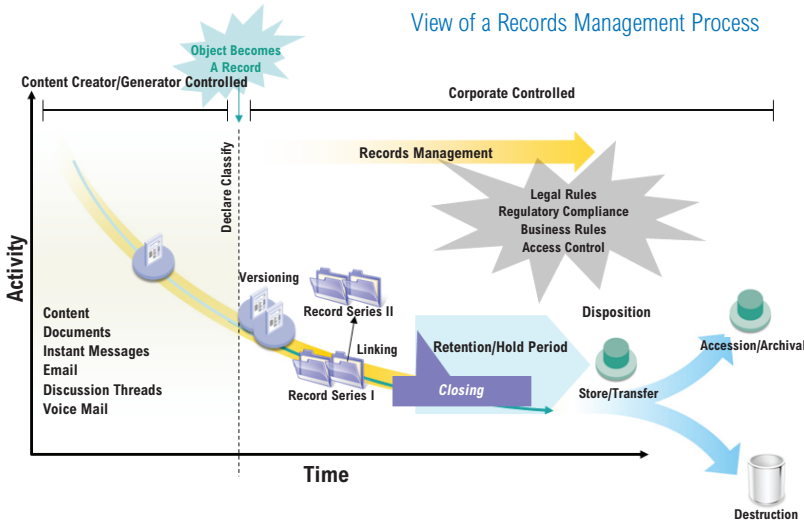 View of a Records Management Process
Object Becomes
A Record
Content Creator/Generator Controlled
Corporate Controlled
Declare Classify
Records Management
Legal Rules
Regulatory Compliance
Business Rules
Access Control
Activity
Versioning
Record Series II
Linking
Record Series I
Content
Documents
Instant Messages
Email
Discussion Threads
Voice Mail
Retention/Hold Period
Closing
Disposition
Store/Transfer
Accession/Archival
Destruction
Time